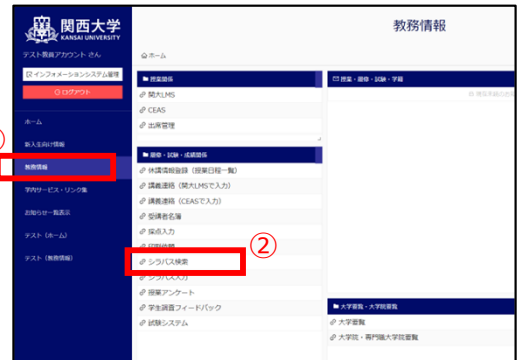 関西大学
KANSAI UNIVERSITY
教務情報
テスト教員アカウント さん
ホーム
インフォメーションシステム管理
ログアウト
ホーム
新入生向け情報
教務情報
学内サービス・リンク集
お知らせ一覧表示
テスト（ホーム）
テスト（教務情報）
授業関係
関大LMS
CEAS
出席管理
履修・試験・成績関係
休講情報登録（授業日程一覧）
講義連絡（関大LMSで入力）
講義連絡（CEASで入力）
受講者名簿
採点入力
印刷依頼
②
シラバス検索
シラバス入力
授業アンケート
学生調査フィードバック
試験システム
授業・履修・試験・学籍
大学要覧・大学院要覧
大学要覧
大学院・専門職大学院要覧